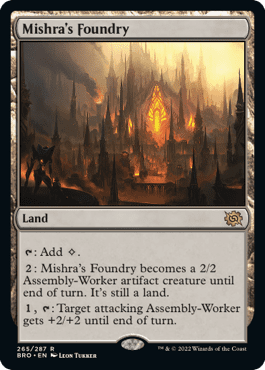 Mishra's Foundry
Land
: Add .
2: Mishra's Foundry becomes a 2/2
Assembly-Worker artifact creature until
end of turn. It's still a land.
1, : Target attacking Assembly-Worker
gets +2/+2 until end of turn.
265/287 R
BRO • EN Leon Tukker
™ & © 2022 Wizards of the Coast